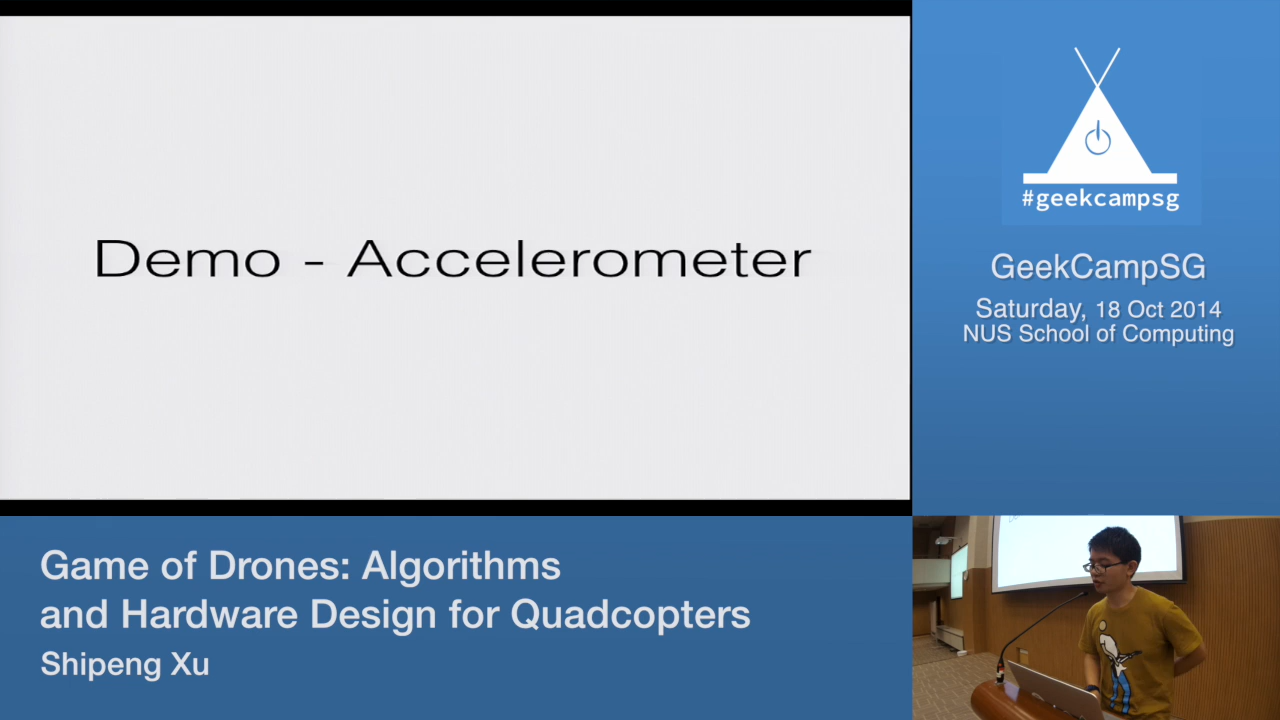 Demo - Accelerometer
#geekcampsg
GeekCampSG
Saturday, 18 Oct 2014
NUS School of Computing
Game of Drones: Algorithms
and Hardware Design for Quadcopters
Shipeng Xu